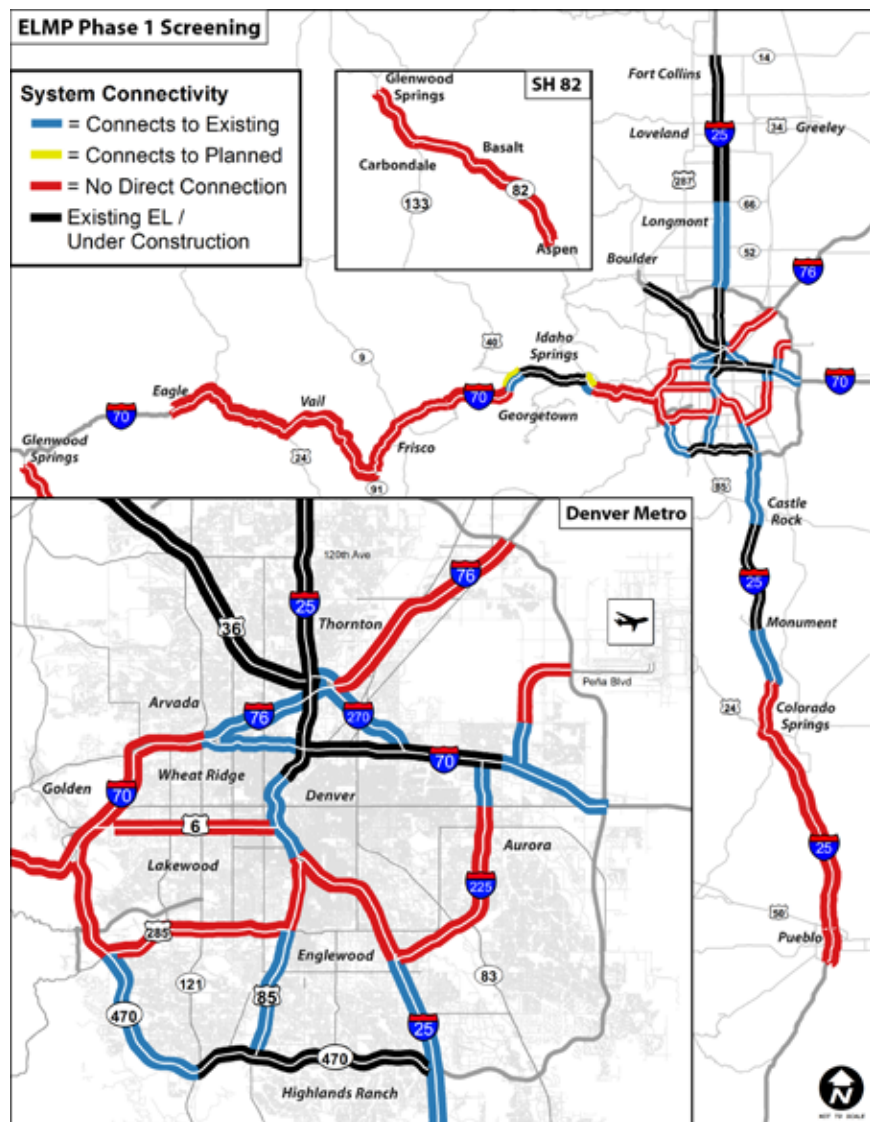 ELMP Phase 1 Screening
System Connectivity
= Connects to Existing
= Connects to Planned
= No Direct Connection
Existing EL /
Under Construction
Glenwood
Springs
SH 82
Basalt
Carbondale
82
133
Aspen
14
Fort Collins
25
34
Greeley
Loveland
287
66
Longmont
52
Boulder
76
9
40
Idaho
Springs
Eagle
Vail
70
70
70
Georgetown
Glenwood
Springs
24
Frisco
91
85
Castle
Rock
25
Monument
24
Colorado
Springs
25
50
Pueblo
Denver Metro
120th Ave
76
25
36
Thornton
Peña Blvd
Arvada
76
270
70
Wheat Ridge
Golden
70
Denver
6
Aurora
Lakewood
225
285
Englewood
83
121
85
470
25
470
Highlands Ranch
N
NOT TO SCALE